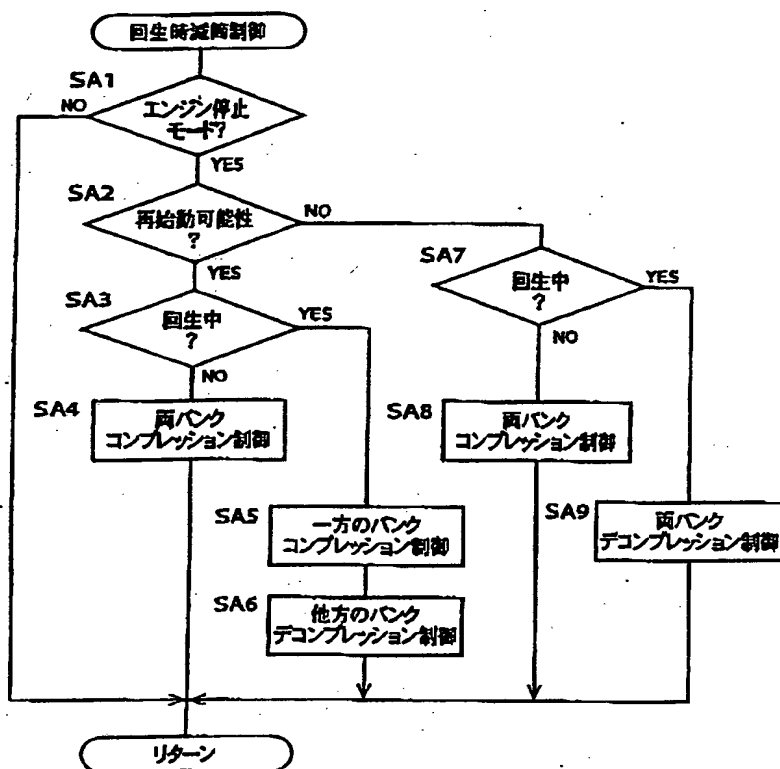 回生時減筒制御
SA1
エンジン停止
モード?
NO
YES
SA2
再始動可能性
?
NO
YES
SA3
回生中
?
YES
NO
SA7
回生中
?
YES
NO
SA4
両バンク
コンプレッション制御
SA8
両バンク
コンプレッション制御
SA5
一方のバンク
コンプレッション制御
SA9
両バンク
デコンプレッション制御
SA6
他方のバンク
デコンプレッション制御
リターン